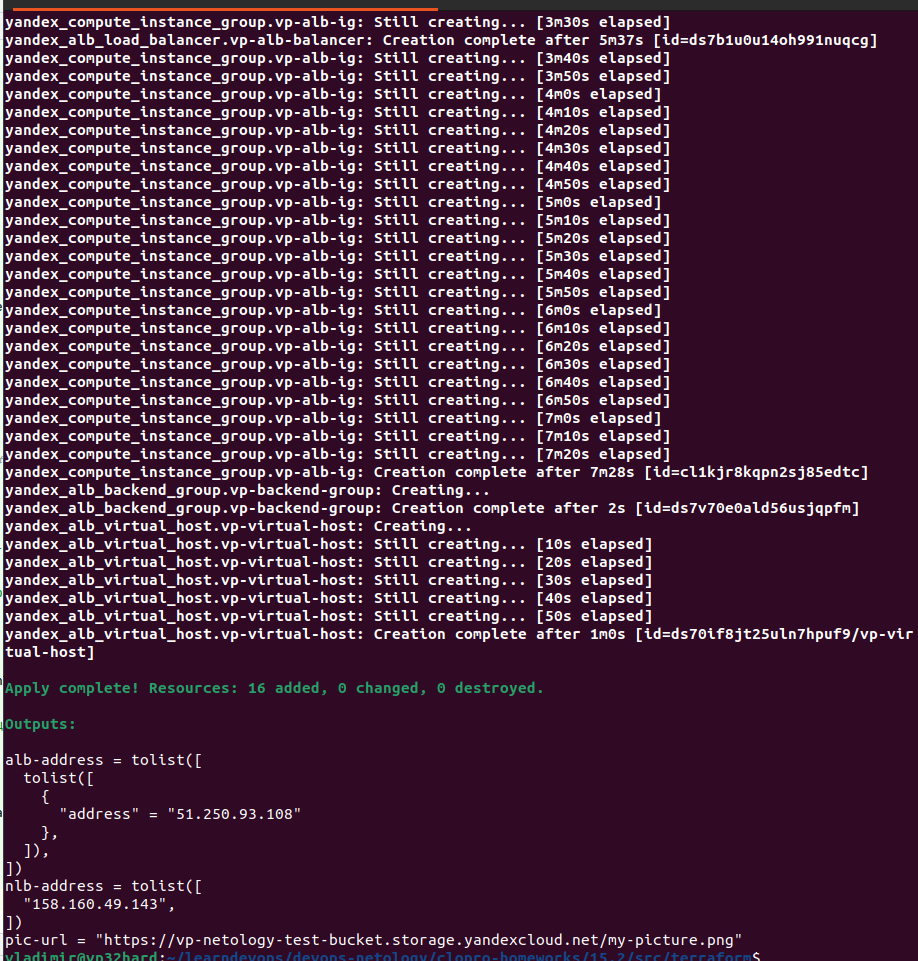 yandex_compute_instance_group.vp-alb-ig: Still creating... [3m30s elapsed]
yandex_alb_load_balancer.vp-alb-balancer: Creation complete after 5m37s [id=ds7b1u0u14oh991nuqcg]
yandex_compute_instance_group.vp-alb-ig: Still creating... [3m40s elapsed]
yandex_compute_instance_group.vp-alb-ig: Still creating... [3m50s elapsed]
yandex_compute_instance_group.vp-alb-ig: Still creating... [4m0s elapsed]
yandex_compute_instance_group.vp-alb-ig: Still creating... [4m10s elapsed]
yandex_compute_instance_group.vp-alb-ig: Still creating... [4m20s elapsed]
yandex_compute_instance_group.vp-alb-ig: Still creating... [4m30s elapsed]
yandex_compute_instance_group.vp-alb-ig: Still creating... [4m40s elapsed]
yandex_compute_instance_group.vp-alb-ig: Still creating... [4m50s elapsed]
yandex_compute_instance_group.vp-alb-ig: Still creating... [5m0s elapsed]
yandex_compute_instance_group.vp-alb-ig: Still creating... [5m10s elapsed]
yandex_compute_instance_group.vp-alb-ig: Still creating... [5m20s elapsed]
yandex_compute_instance_group.vp-alb-ig: Still creating... [5m30s elapsed]
yandex_compute_instance_group.vp-alb-ig: Still creating... [5m40s elapsed]
yandex_compute_instance_group.vp-alb-ig: Still creating... [5m50s elapsed]
yandex_compute_instance_group.vp-alb-ig: Still creating... [6m0s elapsed]
yandex_compute_instance_group.vp-alb-ig: Still creating... [6m10s elapsed]
yandex_compute_instance_group.vp-alb-ig: Still creating... [6m20s elapsed]
yandex_compute_instance_group.vp-alb-ig: Still creating... [6m30s elapsed]
yandex_compute_instance_group.vp-alb-ig: Still creating... [6m40s elapsed]
yandex_compute_instance_group.vp-alb-ig: Still creating... [6m50s elapsed]
yandex_compute_instance_group.vp-alb-ig: Still creating... [7m0s elapsed]
yandex_compute_instance_group.vp-alb-ig: Still creating... [7m10s elapsed]
yandex_compute_instance_group.vp-alb-ig: Still creating... [7m20s elapsed]
yandex_compute_instance_group.vp-alb-ig: Creation complete after 7m28s [id=cl1kjr8kqpn2sj85edtc]
yandex_alb_backend_group.vp-backend-group: Creating...
yandex_alb_backend_group.vp-backend-group: Creation complete after 2s [id=ds7v70e0ald56usjqpfm]
yandex_alb_virtual_host.vp-virtual-host: Creating...
yandex_alb_virtual_host.vp-virtual-host: Still creating... [10s elapsed]
yandex_alb_virtual_host.vp-virtual-host: Still creating... [20s elapsed]
yandex_alb_virtual_host.vp-virtual-host: Still creating... [30s elapsed]
yandex_alb_virtual_host.vp-virtual-host: Still creating... [40s elapsed]
yandex_alb_virtual_host.vp-virtual-host: Still creating... [50s elapsed]
yandex_alb_virtual_host.vp-virtual-host: Creation complete after 1m0s [id=ds70if8jt25uln7hpuf9/vp-vir
tual-host]
Apply complete! Resources: 16 added, 0 changed, 0 destroyed.
Outputs:
alb-address = tolist([
  tolist([
    {
      "address" = "51.250.93.108"
    },
  ]),
])
nlb-address = tolist([
  "158.160.49.143",
])
pic-url = "https://vp-netology-test-bucket.storage.yandexcloud.net/my-picture.png"
vladimir@vp32hard:~/learndevops/devops-netology/clopro-homeworks/15.2/src/terraform$